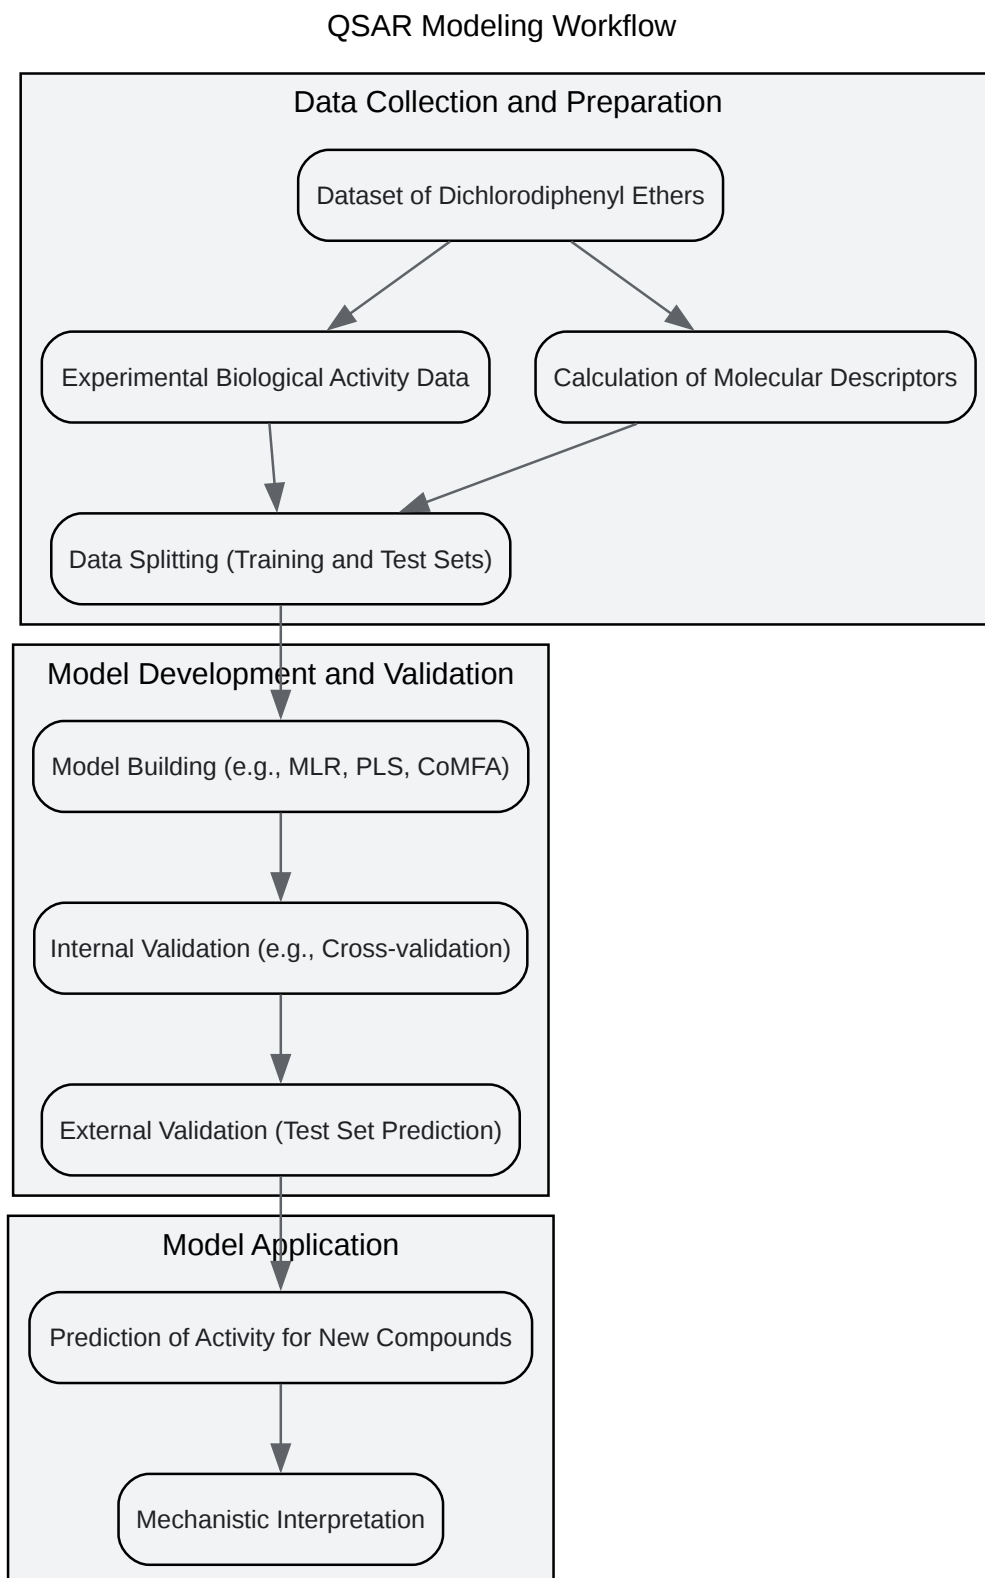 QSAR Modeling Workflow
Data Collection and Preparation
Dataset of Dichlorodiphenyl Ethers
Experimental Biological Activity Data
Calculation of Molecular Descriptors
Data Splitting (Training and Test Sets)
Model Development and Validation
Model Building (e.g., MLR, PLS, CoMFA)
Internal Validation (e.g., Cross-validation)
External Validation (Test Set Prediction)
Model Application
Prediction of Activity for New Compounds
Mechanistic Interpretation